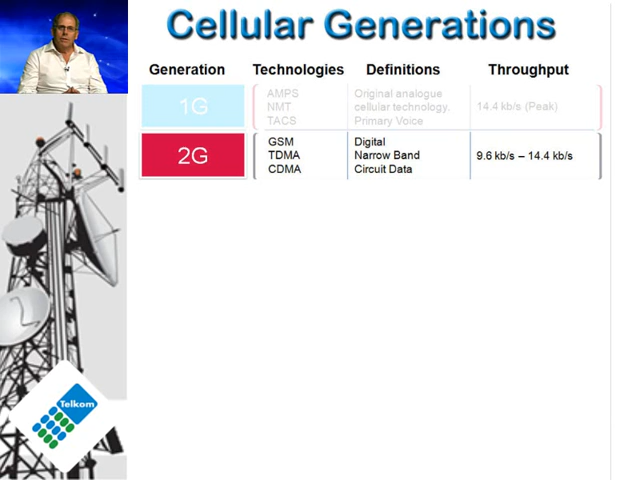 Cellular Generations
Generation Technologies Definitions Throughput
1G
AMPS
NMT
TACS
Original analogue
cellular technology.
Primary Voice
14.4 kb/s (Peak)
2G
GSM
TDMA
CDMA
Digital
Narrow Band
Circuit Data
9.6 kb/s – 14.4 kb/s
Telkom